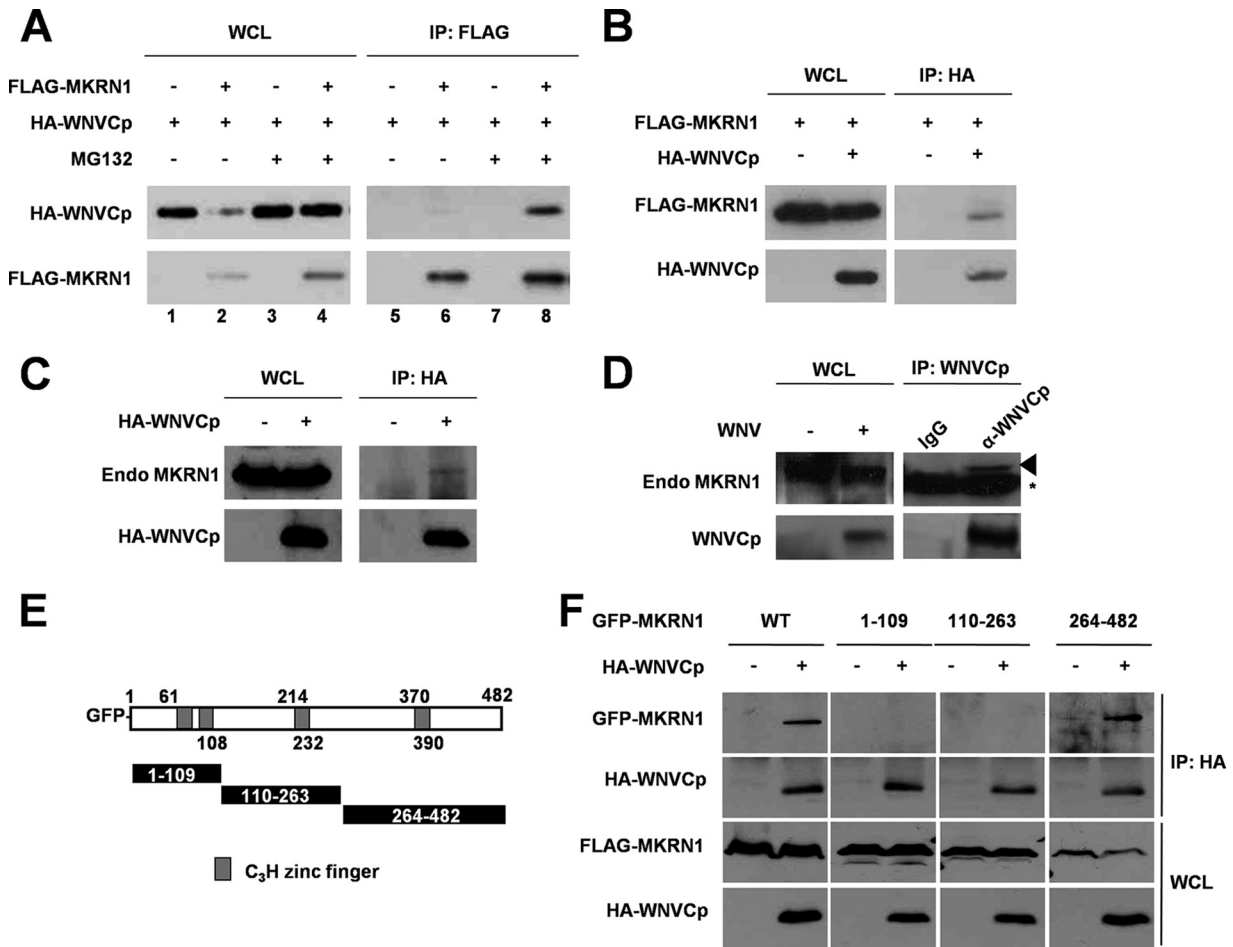 A
WCL IP: FLAG
FLAG-MKRN1 - + - + - + - +
HA-WNVCp + + + + + + + +
MG132 - - + + - - + +
HA-WNVCp
FLAG-MKRN1
1 2 3 4 5 6 7 8
B
WCL IP: HA
FLAG-MKRN1 + + + +
HA-WNVCp - + - +
FLAG-MKRN1
HA-WNVCp
C
WCL IP: HA
HA-WNVCp - + - +
Endo MKRN1
HA-WNVCp
D
WCL IP: WNVCp
WNV - + IgG α-WNVCp
Endo MKRN1 *
WNVCp
E
1 61 214 370 482
GFP-
108 232 390
1-109
110-263
264-482
C₃H zinc finger
F
GFP-MKRN1 WT 1-109 110-263 264-482
HA-WNVCp - + - + - + - +
GFP-MKRN1
HA-WNVCp
IP: HA
FLAG-MKRN1
HA-WNVCp
WCL